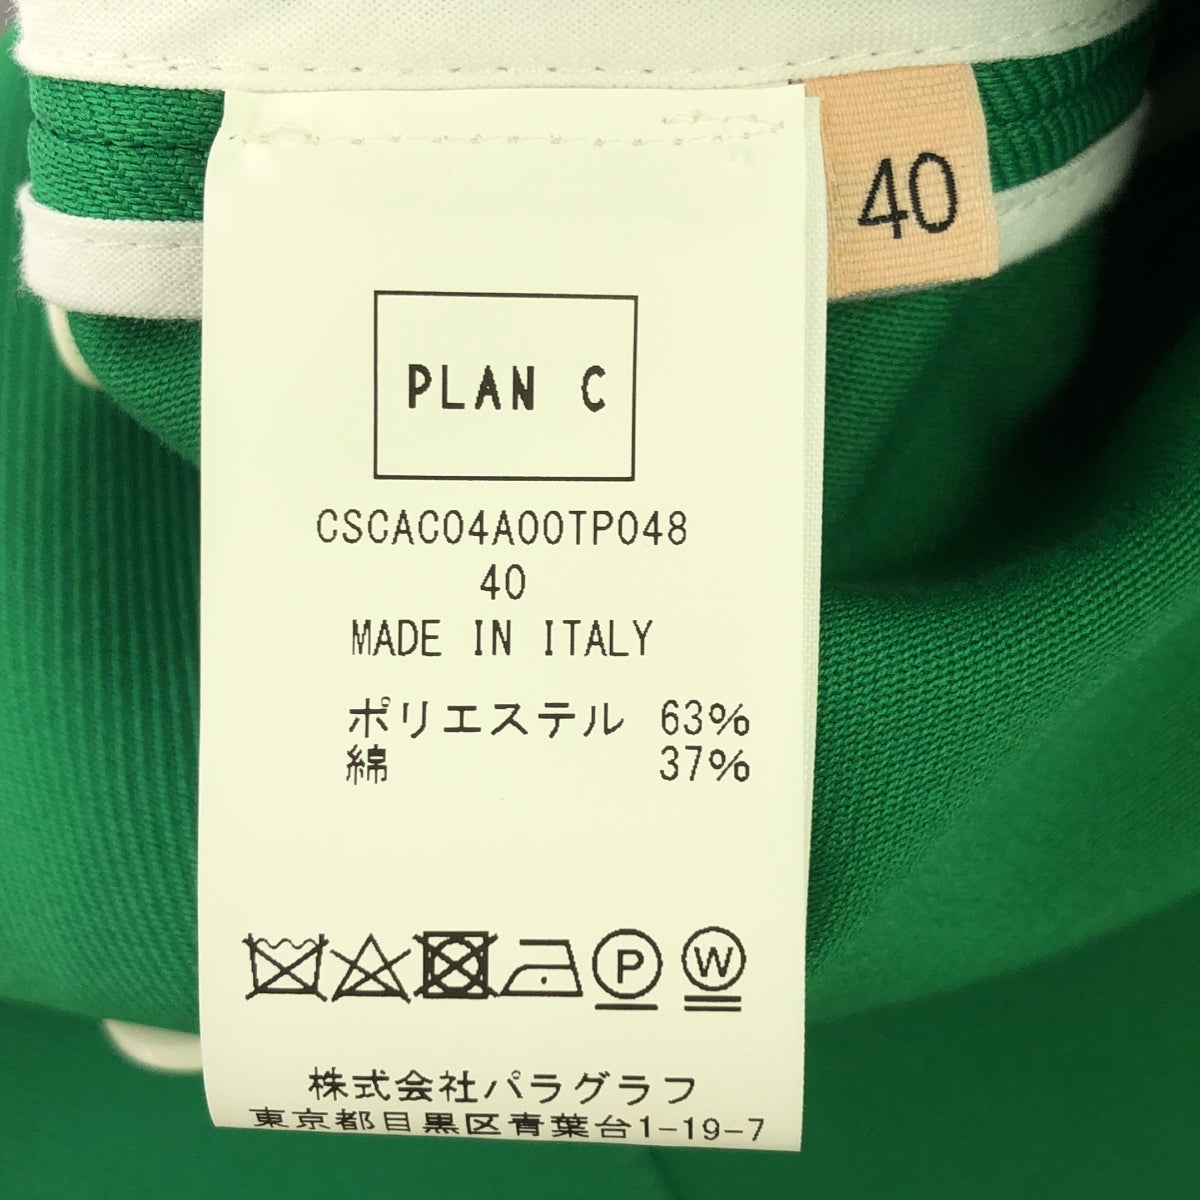 40
PLAN C
CSCAC04A00TP048
40
MADE IN ITALY
ポリエステル 63%
綿 37%
P W
株式会社パラグラフ
東京都目黒区青葉台1-19-7